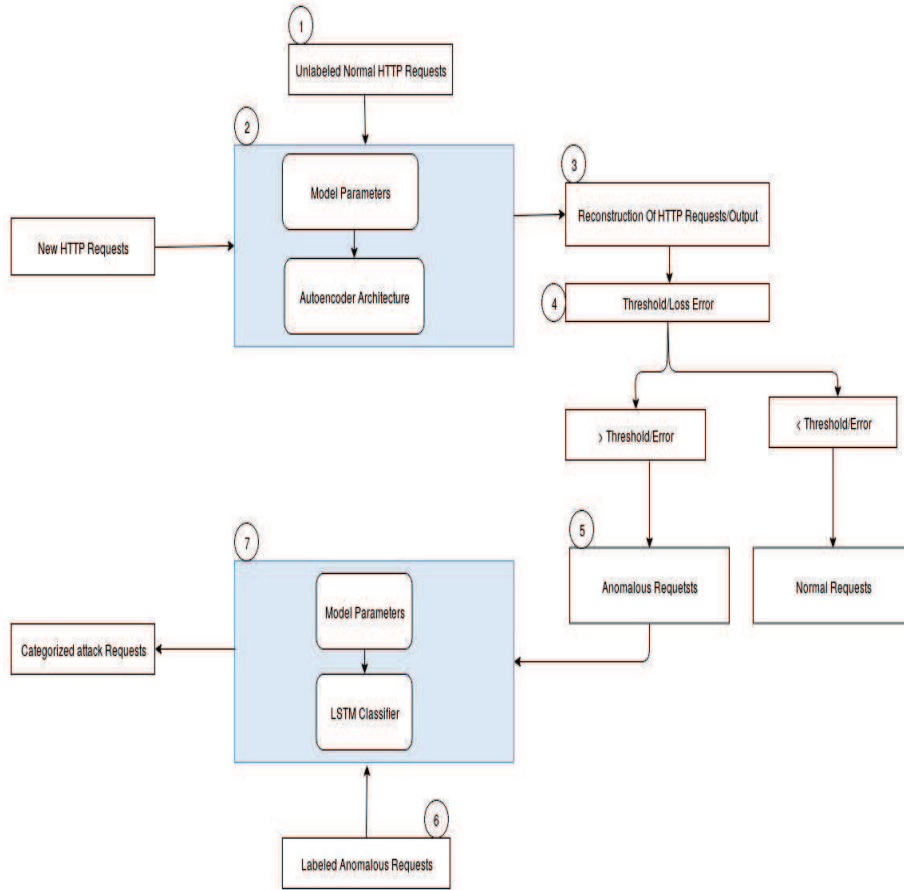 1
Unlabeled Normal HTTP Requests
2
Model Parameters
3
Reconstruction Of HTTP Requests/Output
New HTTP Requests
Autoencoder Architecture
4
Threshold/Loss Error
> Threshold/Error
< Threshold/Error
5
Anomalous Requetsts
Normal Requests
7
Model Parameters
Categorized attack Requests
LSTM Classifier
6
Labeled Anomalous Requests